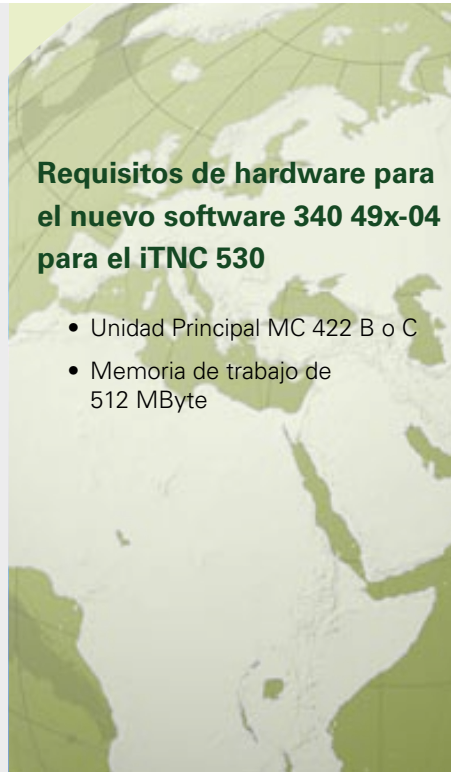 Requisitos de hardware para
el nuevo software 340 49x-04
para el iTNC 530
• Unidad Principal MC 422 B o C
• Memoria de trabajo de
512 MByte